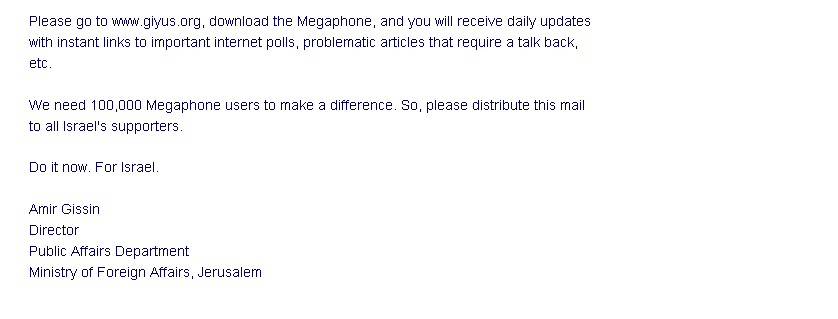 Please go to www.giyus.org, download the Megaphone, and you will receive daily updates
with instant links to important internet polls, problematic articles that require a talk back,
etc.
We need 100,000 Megaphone users to make a difference. So, please distribute this mail
to all Israel's supporters.
Do it now. For Israel.
Amir Gissin
Director
Public Affairs Department
Ministry of Foreign Affairs, Jerusalem